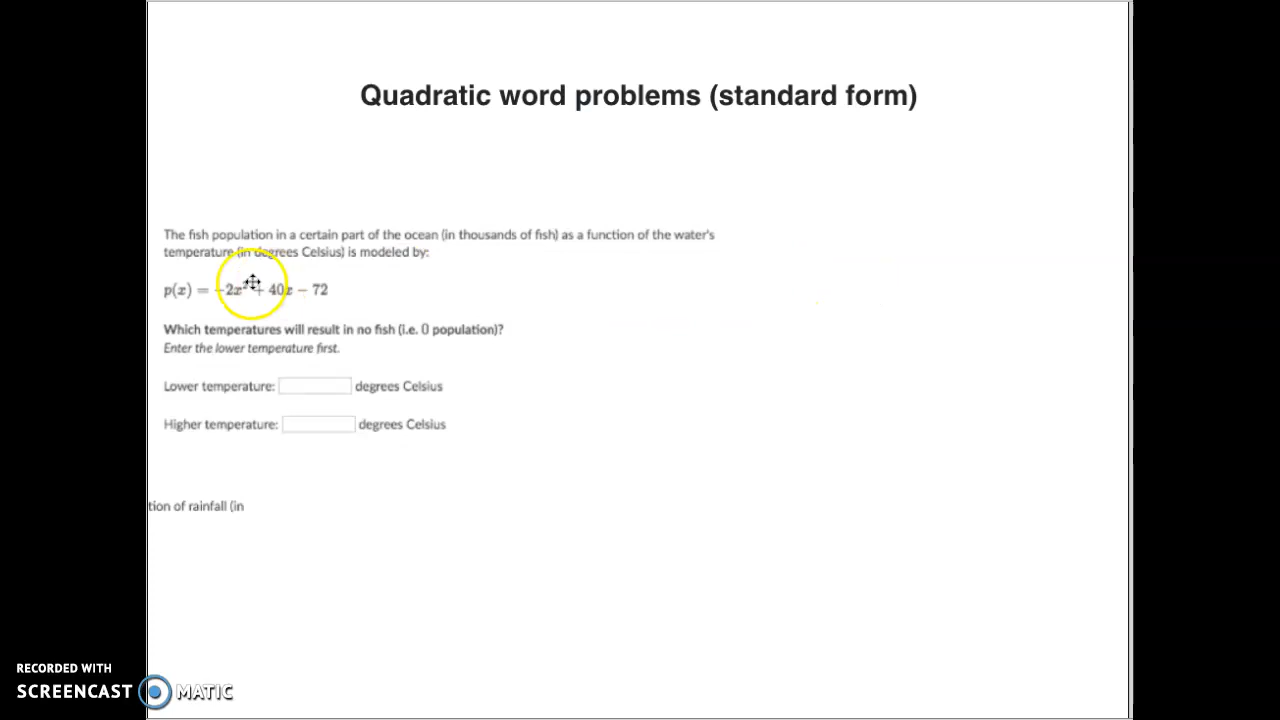 Quadratic word problems (standard form)
The fish population in a certain part of the ocean (in thousands of fish) as a function of the water's
temperature (in degrees Celsius) is modeled by:
p(x) = −2x² + 40x − 72
Which temperatures will result in no fish (i.e. 0 population)?
Enter the lower temperature first.
Lower temperature: degrees Celsius
Higher temperature: degrees Celsius
tion of rainfall (in
RECORDED WITH
SCREENCAST MATIC